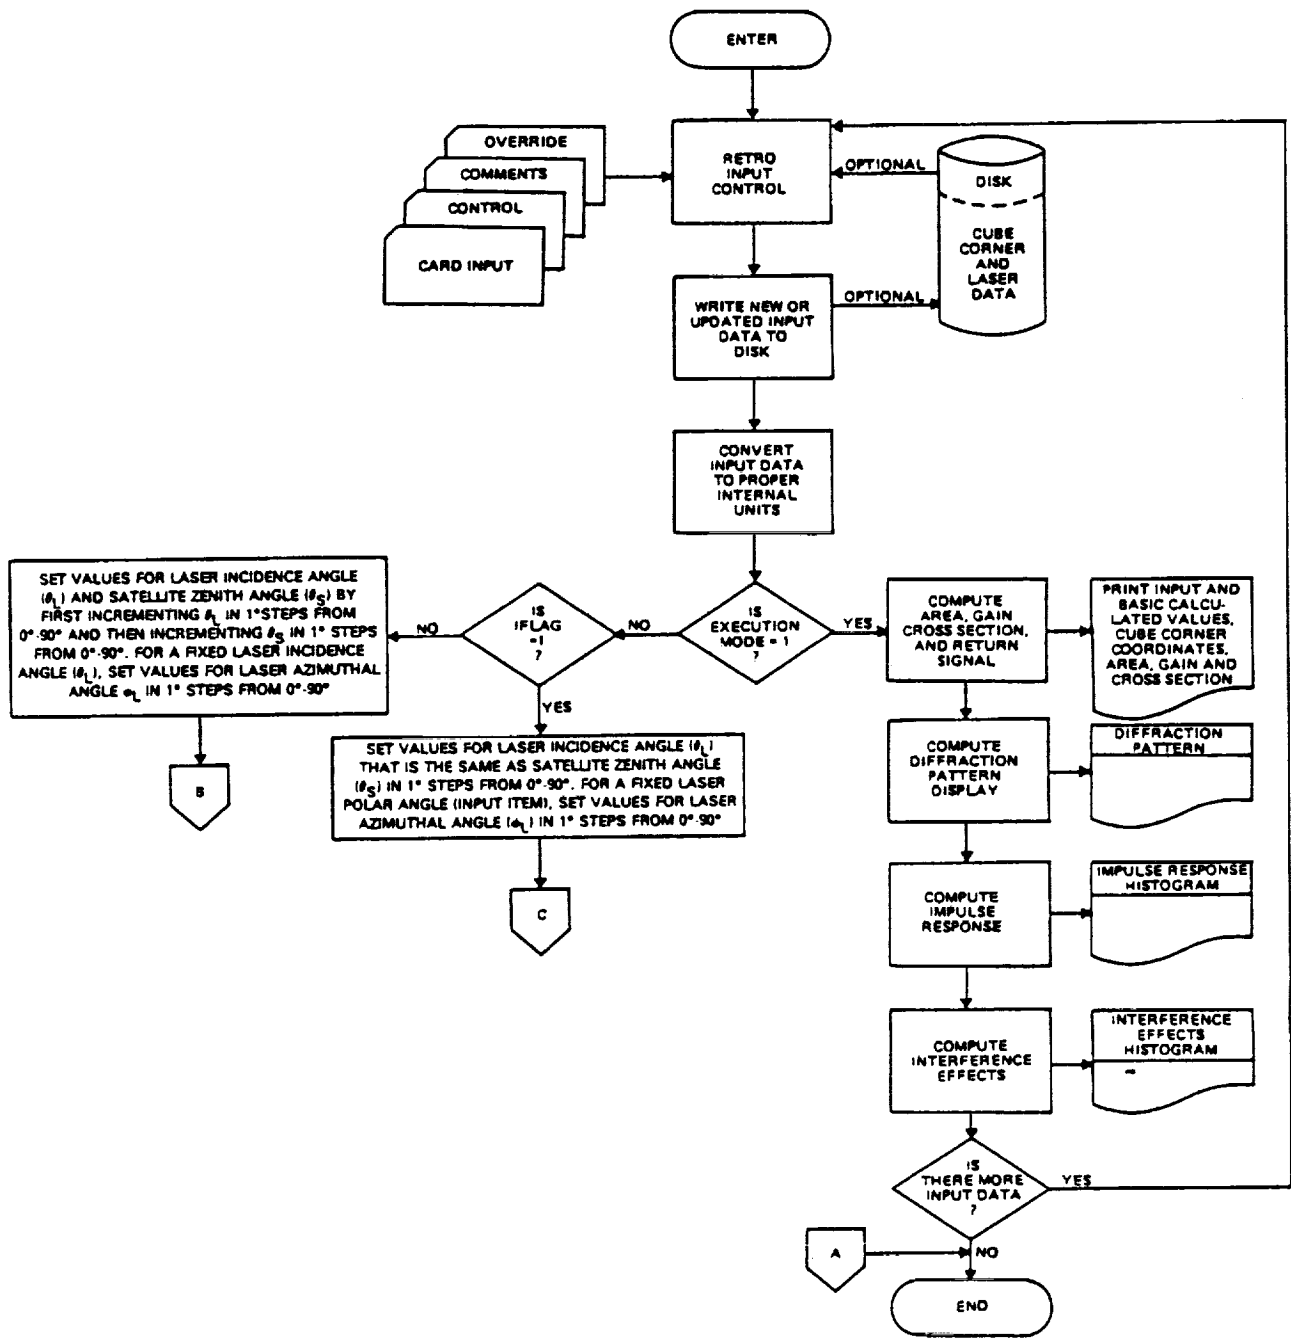 ENTER
OVERRIDE
COMMENTS
CONTROL
CARD INPUT
RETRO
INPUT
CONTROL
OPTIONAL
DISK
CUBE
CORNER
AND
LASER
DATA
WRITE NEW OR
UPDATED INPUT
DATA TO
DISK
OPTIONAL
CONVERT
INPUT DATA
TO PROPER
INTERNAL
UNITS
IS
EXECUTION
MODE = 1
?
NO
YES
IS
IFLAG
=1
?
NO
YES
SET VALUES FOR LASER INCIDENCE ANGLE
(θL) AND SATELLITE ZENITH ANGLE (θS) BY
FIRST INCREMENTING θL IN 1° STEPS FROM
0°-90° AND THEN INCREMENTING θS IN 1° STEPS
FROM 0°-90°. FOR A FIXED LASER INCIDENCE
ANGLE (θL), SET VALUES FOR LASER AZIMUTHAL
ANGLE φL IN 1° STEPS FROM 0°-90°
B
SET VALUES FOR LASER INCIDENCE ANGLE (θL)
THAT IS THE SAME AS SATELLITE ZENITH ANGLE
(θS) IN 1° STEPS FROM 0°-90°. FOR A FIXED LASER
POLAR ANGLE (INPUT ITEM), SET VALUES FOR LASER
AZIMUTHAL ANGLE (φL) IN 1° STEPS FROM 0°-90°
C
COMPUTE
AREA, GAIN
CROSS SECTION,
AND RETURN
SIGNAL
PRINT INPUT AND
BASIC CALCU-
LATED VALUES,
CUBE CORNER
COORDINATES,
AREA, GAIN AND
CROSS SECTION
COMPUTE
DIFFRACTION
PATTERN
DISPLAY
DIFFRACTION
PATTERN
COMPUTE
IMPULSE
RESPONSE
IMPULSE RESPONSE
HISTOGRAM
COMPUTE
INTERFERENCE
EFFECTS
INTERFERENCE
EFFECTS
HISTOGRAM
IS
THERE MORE
INPUT DATA
?
YES
A
NO
END